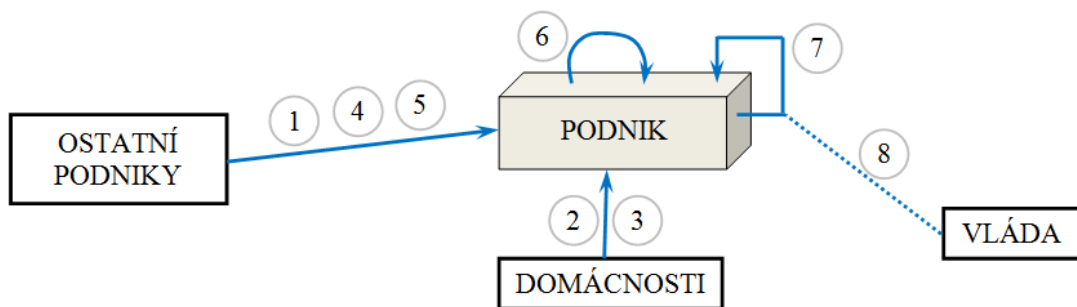 6
7
1
4
5
PODNIK
OSTATNÍ
PODNIKY
8
2
3
VLÁDA
DOMÁCNOSTI